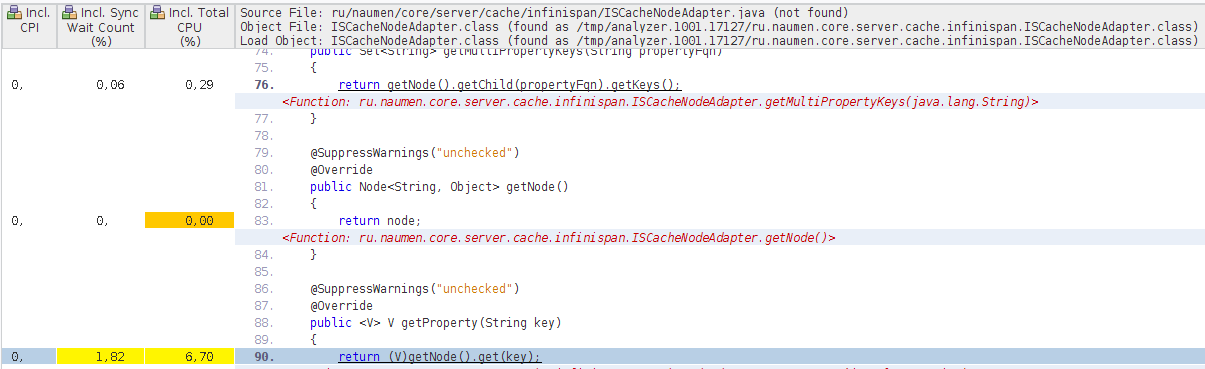 Incl. CPI Incl. Sync Wait Count (%) Incl. Total CPU (%)
Source File: ru/naumen/core/server/cache/infinispan/ISCacheNodeAdapter.java (not found)
Object File: ISCacheNodeAdapter.class (found as /tmp/analyzer.1001.17127/ru.naumen.core.server.cache.infinispan.ISCacheNodeAdapter.class)
Load Object: ISCacheNodeAdapter.class (found as /tmp/analyzer.1001.17127/ru.naumen.core.server.cache.infinispan.ISCacheNodeAdapter.class)
74. public Set<String> getMultiPropertyKeys(String propertyFqn)
75. {
0, 0,06 0,29 76. return getNode().getChild(propertyFqn).getKeys();
<Function: ru.naumen.core.server.cache.infinispan.ISCacheNodeAdapter.getMultiPropertyKeys(java.lang.String)>
77. }
78.
79. @SuppressWarnings("unchecked")
80. @Override
81. public Node<String, Object> getNode()
82. {
0, 0, 0,00 83. return node;
<Function: ru.naumen.core.server.cache.infinispan.ISCacheNodeAdapter.getNode()>
84. }
85.
86. @SuppressWarnings("unchecked")
87. @Override
88. public <V> V getProperty(String key)
89. {
0, 1,82 6,70 90. return (V)getNode().get(key);